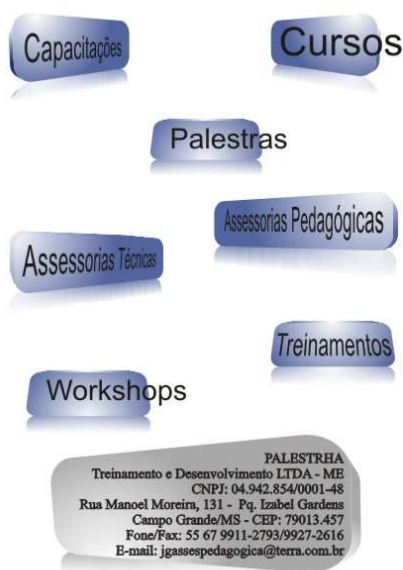 Capacitações
Cursos
Palestras
Assessorias Pedagógicas
Assessorias Técnicas
Treinamentos
Workshops
PALESTRHA
Treinamento e Desenvolvimento LTDA - ME
CNPJ: 04.942.854/0001-48
Rua Manoel Moreira, 131 - Pq. Izabel Gardens
Campo Grande/MS - CEP: 79013.457
Fone/Fax: 55 67 9911-2793/9927-2616
E-mail: jgassespedagogica@terra.com.br